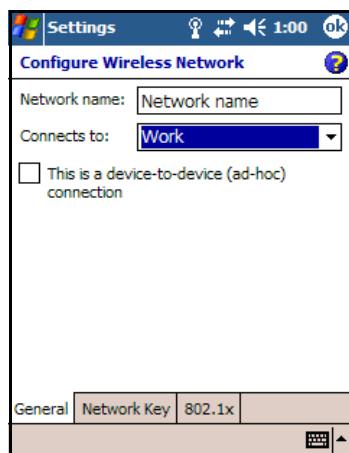 Settings 1:00 ok
Configure Wireless Network ?
Network name: Network name
Connects to: Work
This is a device-to-device (ad-hoc)
connection
General Network Key 802.1x